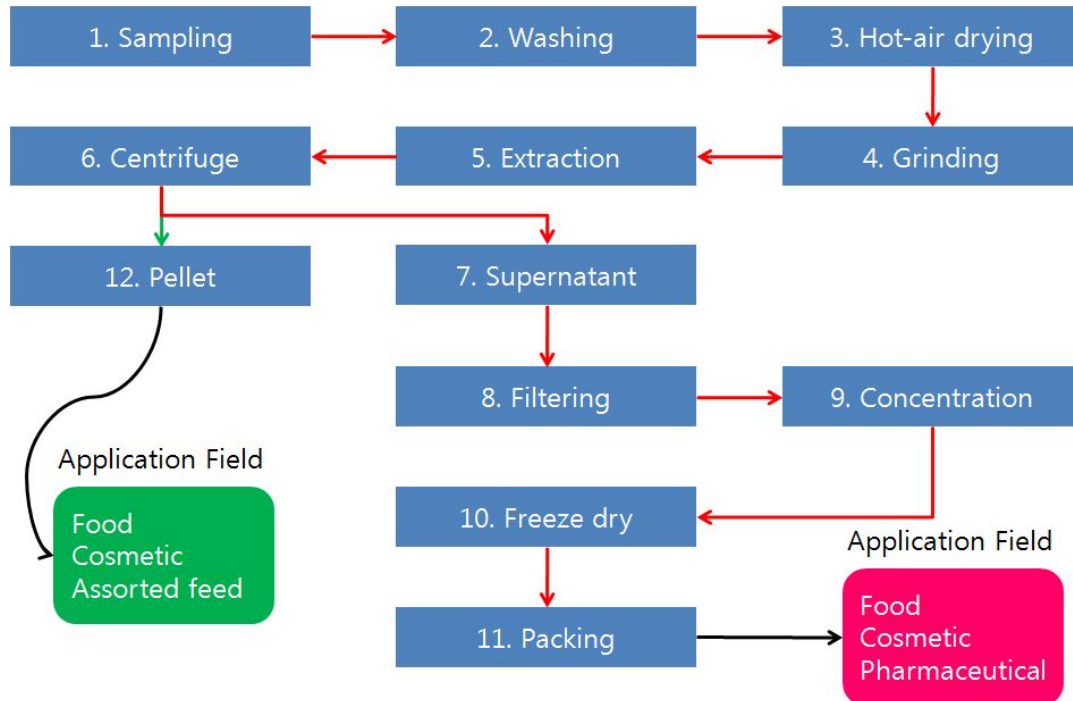 1. Sampling
2. Washing
3. Hot-air drying
6. Centrifuge
5. Extraction
4. Grinding
12. Pellet
7. Supernatant
8. Filtering
9. Concentration
Application Field
Food
Cosmetic
Assorted feed
10. Freeze dry
11. Packing
Application Field
Food
Cosmetic
Pharmaceutical